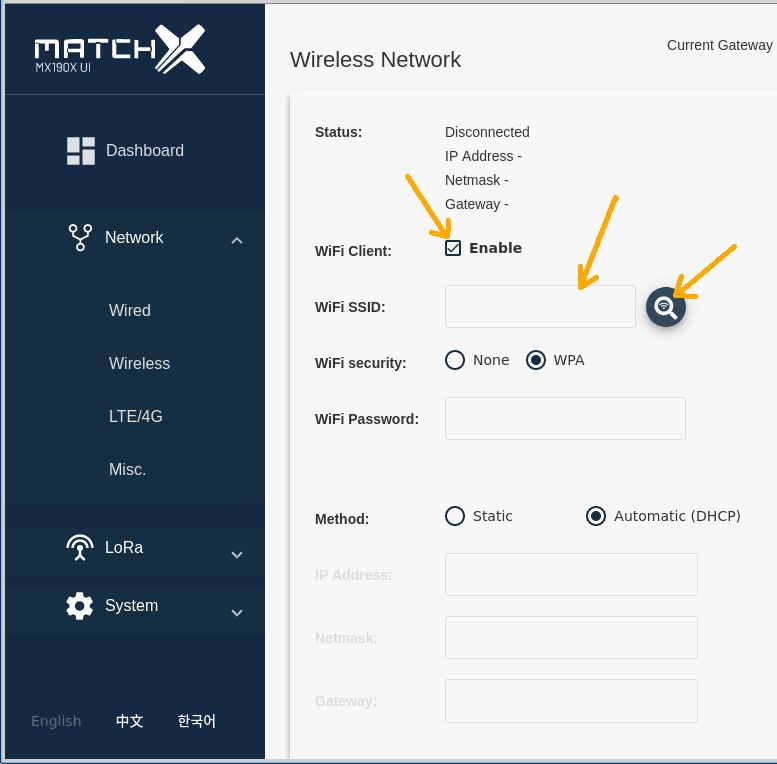 MATCHX
MX190X UI
Dashboard
Network
Wired
Wireless
LTE/4G
Misc.
LoRa
System
English 中文 한국어
Current Gateway
Wireless Network
Status: Disconnected
IP Address -
Netmask -
Gateway -
WiFi Client: Enable
WiFi SSID:
WiFi security: None WPA
WiFi Password:
Method: Static Automatic (DHCP)
IP Address:
Netmask:
Gateway: